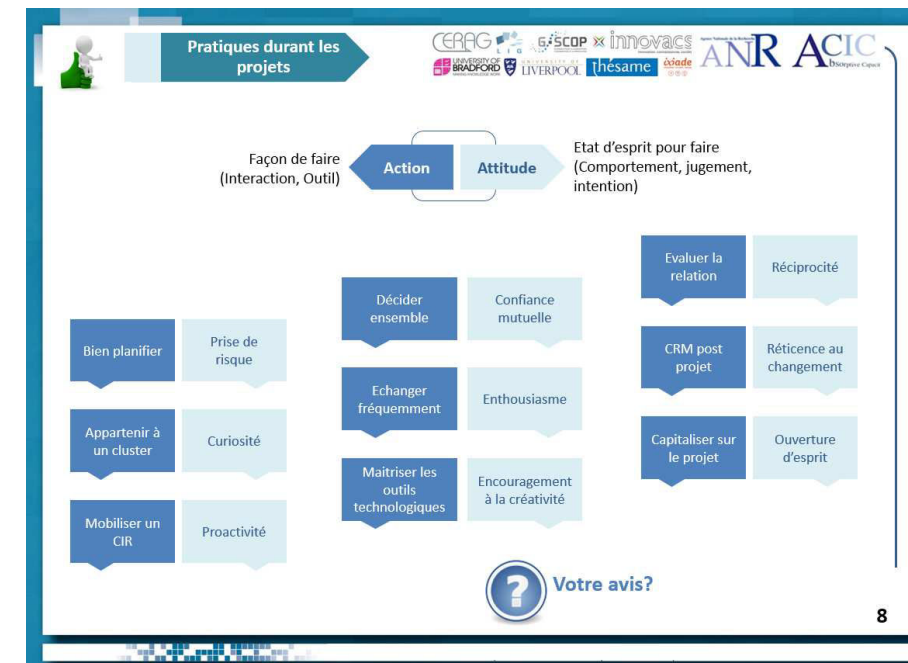 Pratiques durant les
projets
CERAG
LIG
G-SCOP
innovacs
ANR
ACIC
bsorptive Capacit
UNIVERSITY OF
BRADFORD
LIVERPOOL
thésame
ixiade
Façon de faire
(Interaction, Outil)
Action
Attitude
Etat d'esprit pour faire
(Comportement, jugement,
intention)
Bien planifier
Prise de
risque
Appartenir à
un cluster
Curiosité
Mobiliser un
CIR
Proactivité
Décider
ensemble
Confiance
mutuelle
Echanger
fréquemment
Enthousiasme
Maitriser les
outils
technologiques
Encouragement
à la créativité
Evaluer la
relation
Réciprocité
CRM post
projet
Réticence au
changement
Capitaliser sur
le projet
Ouverture
d'esprit
?
Votre avis?
8